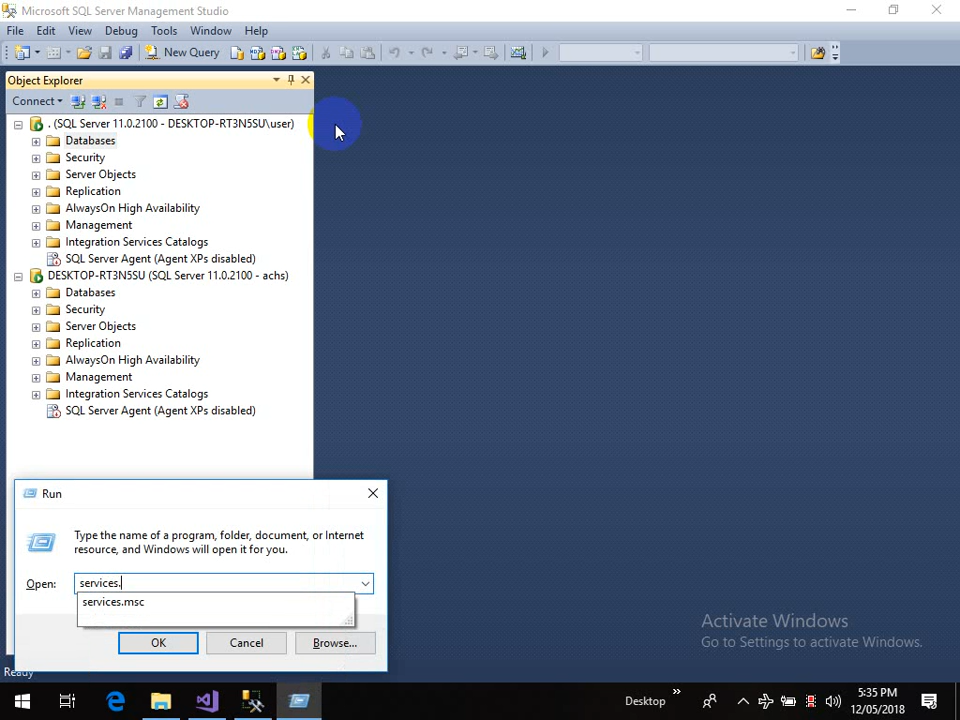 Microsoft SQL Server Management Studio
File Edit View Debug Tools Window Help
New Query
Object Explorer
Connect
. (SQL Server 11.0.2100 - DESKTOP-RT3N5SU\user)
Databases
Security
Server Objects
Replication
AlwaysOn High Availability
Management
Integration Services Catalogs
SQL Server Agent (Agent XPs disabled)
DESKTOP-RT3N5SU (SQL Server 11.0.2100 - achs)
Databases
Security
Server Objects
Replication
AlwaysOn High Availability
Management
Integration Services Catalogs
SQL Server Agent (Agent XPs disabled)
Run
Type the name of a program, folder, document, or Internet
resource, and Windows will open it for you.
Open: services.
services.msc
OK Cancel Browse...
Activate Windows
Go to Settings to activate Windows.
Ready
Desktop
5:35 PM
12/05/2018